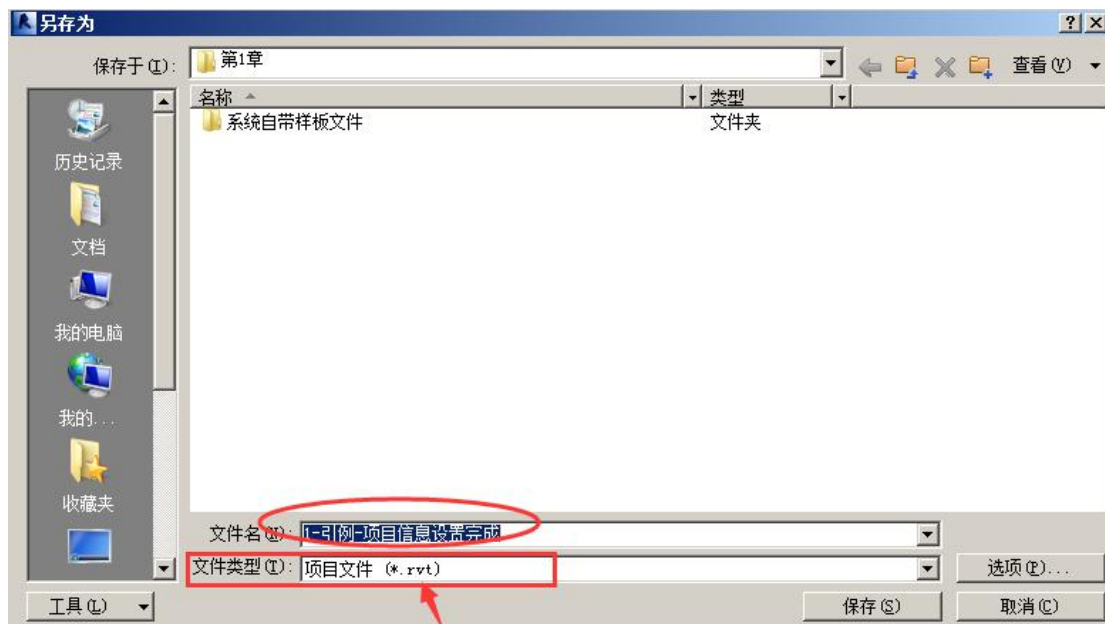 另存为
保存于(I):
第1章
查看(V)
名称
类型
系统自带样板文件
文件夹
历史记录
文档
我的电脑
我的...
收藏夹
文件名(N):
1-引例-项目信息设置完成
文件类型(T):
项目文件 (*.rvt)
选项(P)...
工具(L)
保存(S)
取消(C)